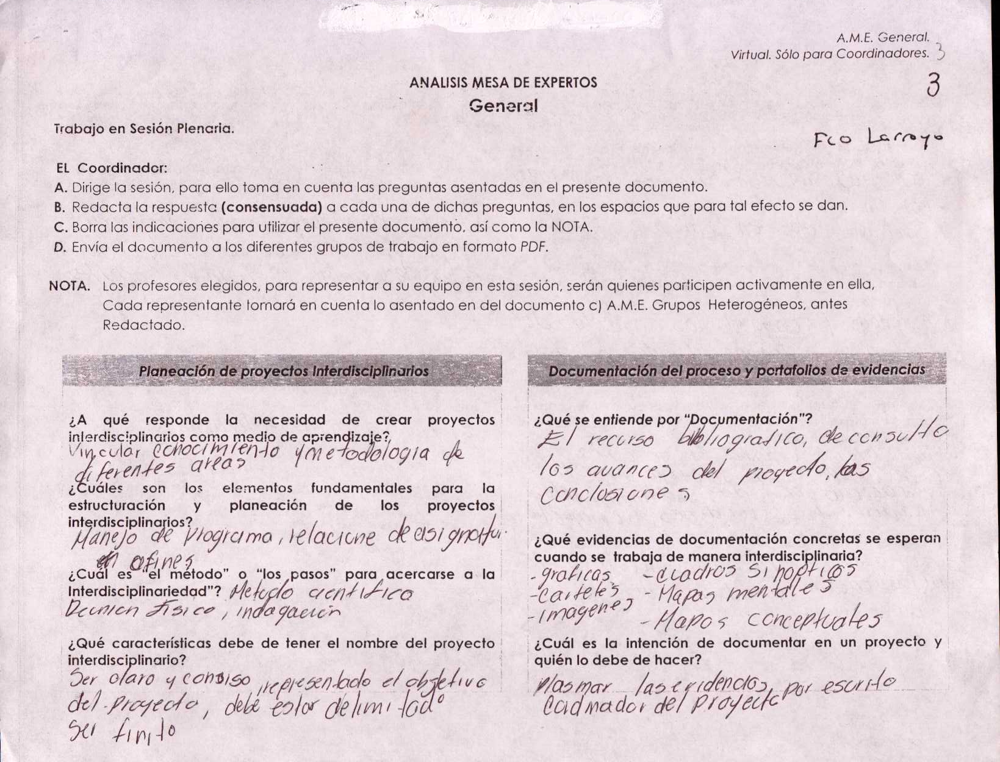 A.M.E. General.
Virtual. Sólo para Coordinadores. 3
3
ANALISIS MESA DE EXPERTOS
General
Trabajo en Sesión Plenaria.
Fco Larroyo
EL Coordinador:
A. Dirige la sesión, para ello toma en cuenta las preguntas asentadas en el presente documento.
B. Redacta la respuesta (consensuada) a cada una de dichas preguntas, en los espacios que para tal efecto se dan.
C. Borra las indicaciones para utilizar el presente documento, así como la NOTA.
D. Envía el documento a los diferentes grupos de trabajo en formato PDF.
NOTA. Los profesores elegidos, para representar a su equipo en esta sesión, serán quienes participen activamente en ella,
Cada representante tomará en cuenta lo asentado en del documento c) A.M.E. Grupos Heterogéneos, antes
Redactado.
Planeación de proyectos Interdisciplinarios
¿A qué responde la necesidad de crear proyectos
interdisciplinarios como medio de aprendizaje?
Vincular conocimiento y metodologia de
diferentes areas
¿Cuáles son los elementos fundamentales para la
estructuración y planeación de los proyectos
interdisciplinarios?
Manejo de programa, relacione de asignatur.
en afines
¿Cuál es "el método" o "los pasos" para acercarse a la
Interdisciplinariedad"? Metodo cientifico
fisico, indagación
¿Qué características debe de tener el nombre del proyecto
interdisciplinario?
Ser claro y conciso, representado el objetivo
del Proyecto, debe estar delimitado
Ser finito
Documentación del proceso y portafolios de evidencias
¿Qué se entiende por "Documentación"?
El recurso bibliografico, de consulta
los avances del proyecto, las
conclosiones
¿Qué evidencias de documentación concretas se esperan
cuando se trabaja de manera interdisciplinaria?
- graficas - cuadros sinopticos
- carteles - Mapas mentales
- imagenes
- Mapas conceptuales
¿Cuál es la intención de documentar en un proyecto y
quién lo debe de hacer?
Plasmar las evidencias, por escrito
del Proyecto